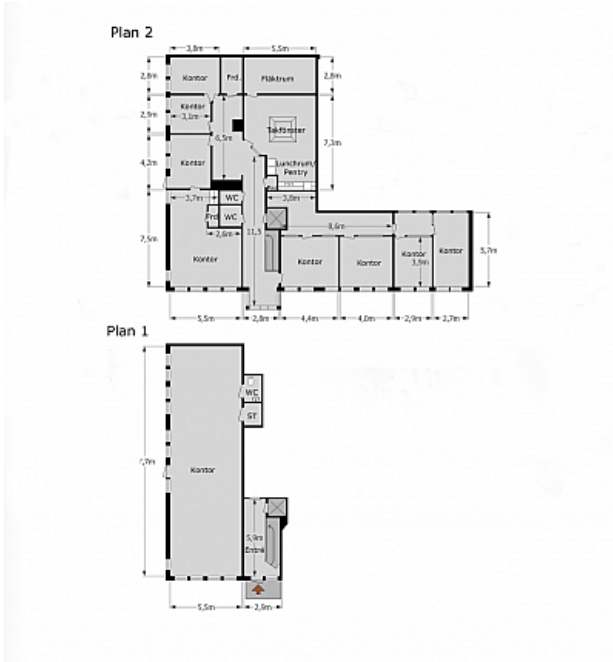 Plan 2
3,8m 5,5m
2,8m Kontor Frd. Fläktrum 2,8m
Kontor
2,9m 3,1m
6,5m Takfönster 7,3m
4,2m Kontor Lunchrum/
Pentry
3,7m WC 3,8m
Frd WC 8,6m
2,6m 11,5
7,5m Kontor Kontor Kontor Kontor Kontor 5,7m
3,9m
5,5m 2,8m 4,4m 4,0m 2,9m 2,7m
Plan 1
WC
ST
Kontor
5,9m
Entré
5,5m 2,9m